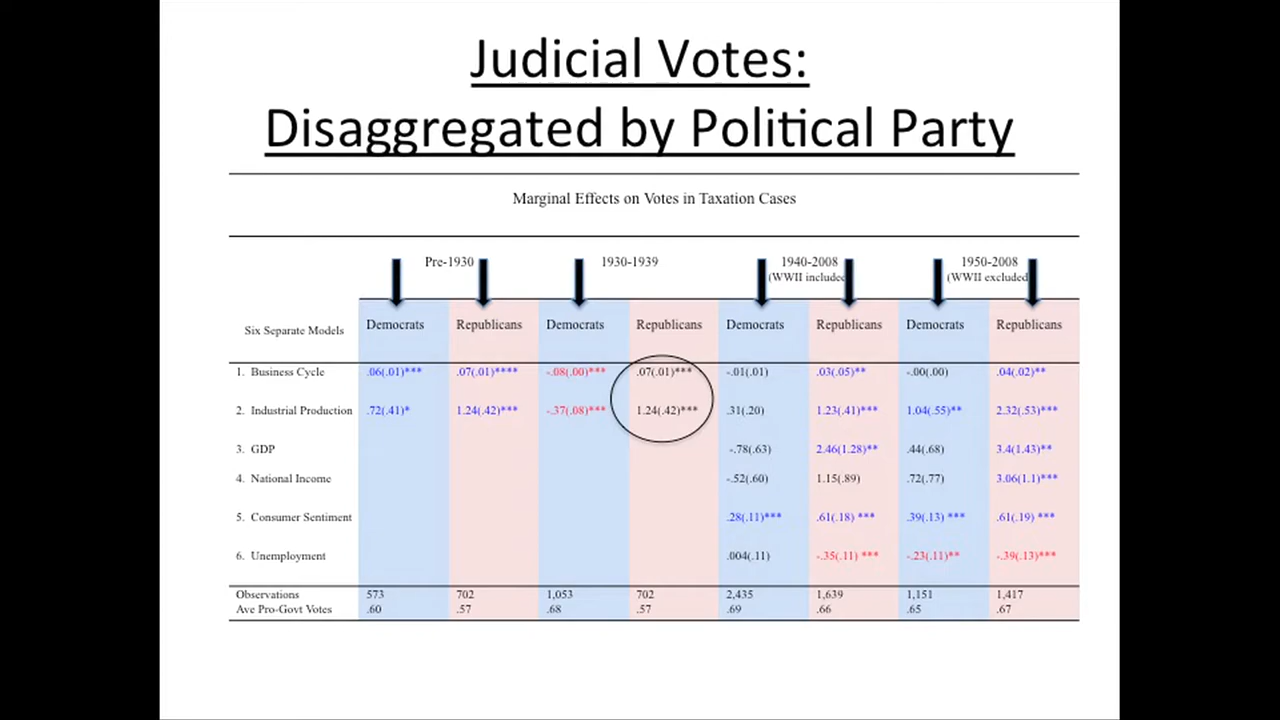 Judicial Votes:
Disaggregated by Political Party
Marginal Effects on Votes in Taxation Cases
Pre-1930 1930-1939 1940-2008 1950-2008
(WWII included (WWII excluded
Six Separate Models Democrats Republicans Democrats Republicans Democrats Republicans Democrats Republicans
1. Business Cycle .06(.01)*** .07(.01)**** -.08(.00)*** .07(.01)*** -.01(.01) .03(.05)** -.00(.00) .04(.02)**
2. Industrial Production .72(.41)* 1.24(.42)*** -.37(.08)*** 1.24(.42)*** .31(.20) 1.23(.41)*** 1.04(.55)** 2.32(.53)***
3. GDP -.78(.63) 2.46(1.28)** .44(.68) 3.4(1.43)**
4. National Income -.52(.60) 1.15(.89) .72(.77) 3.06(1.1)***
5. Consumer Sentiment .28(.11)*** .61(.18) *** .39(.13) *** .61(.19) ***
6. Unemployment .004(.11) -.35(.11) *** -.23(.11)** -.39(.13)***
Observations 573 702 1,053 702 2,435 1,639 1,151 1,417
Ave Pro-Govt Votes .60 .57 .68 .57 .69 .66 .65 .67